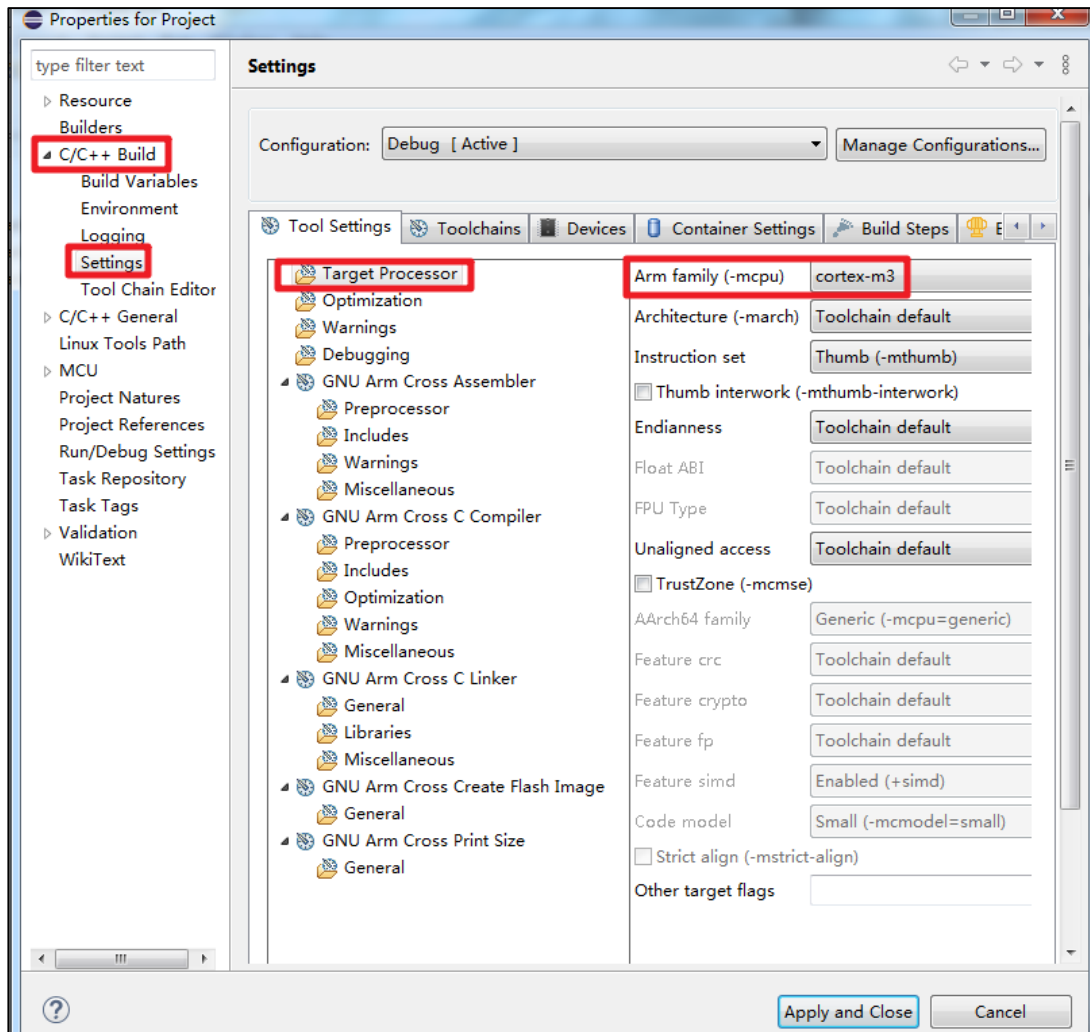 Properties for Project
type filter text
Resource
Builders
C/C++ Build
Build Variables
Environment
Logging
Settings
Tool Chain Editor
C/C++ General
Linux Tools Path
MCU
Project Natures
Project References
Run/Debug Settings
Task Repository
Task Tags
Validation
WikiText
Settings
Configuration: Debug [ Active ] Manage Configurations...
Tool Settings Toolchains Devices Container Settings Build Steps E
Target Processor
Optimization
Warnings
Debugging
GNU Arm Cross Assembler
Preprocessor
Includes
Warnings
Miscellaneous
GNU Arm Cross C Compiler
Preprocessor
Includes
Optimization
Warnings
Miscellaneous
GNU Arm Cross C Linker
General
Libraries
Miscellaneous
GNU Arm Cross Create Flash Image
General
GNU Arm Cross Print Size
General
Arm family (-mcpu) cortex-m3
Architecture (-march) Toolchain default
Instruction set Thumb (-mthumb)
Thumb interwork (-mthumb-interwork)
Endianness Toolchain default
Float ABI Toolchain default
FPU Type Toolchain default
Unaligned access Toolchain default
TrustZone (-mcmse)
AArch64 family Generic (-mcpu=generic)
Feature crc Toolchain default
Feature crypto Toolchain default
Feature fp Toolchain default
Feature simd Enabled (+simd)
Code model Small (-mcmodel=small)
Strict align (-mstrict-align)
Other target flags
Apply and Close Cancel